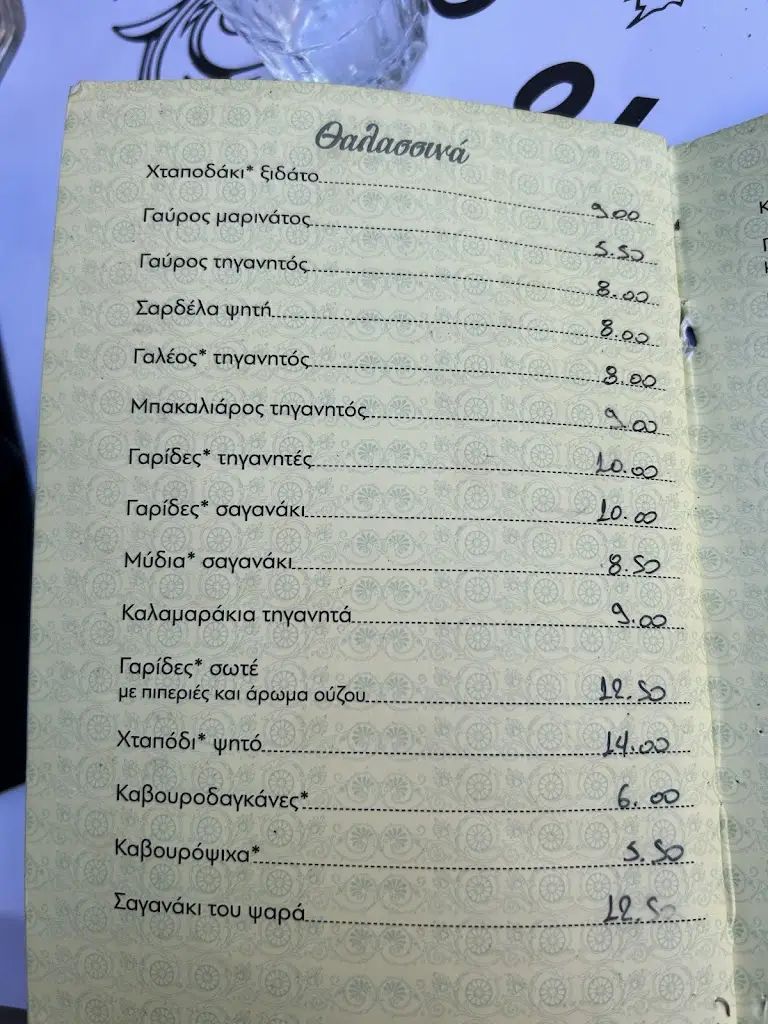 Θαλασσινά
Χταποδάκι* ξιδάτο 9.00
Γαύρος μαρινάτος 5.50
Γαύρος τηγανητός 8.00
Σαρδέλα ψητή 8.00
Γαλέος* τηγανητός 8.00
Μπακαλιάρος τηγανητός 9.00
Γαρίδες* τηγανητές 10.00
Γαρίδες* σαγανάκι 10.00
Μύδια* σαγανάκι 8.50
Καλαμαράκια τηγανητά 9.00
Γαρίδες* σωτέ
με πιπεριές και άρωμα ούζου 12.50
Χταπόδι* ψητό 14.00
Καβουροδαγκάνες* 6.00
Καβουρόψιχα* 5.50
Σαγανάκι του ψαρά 12.50